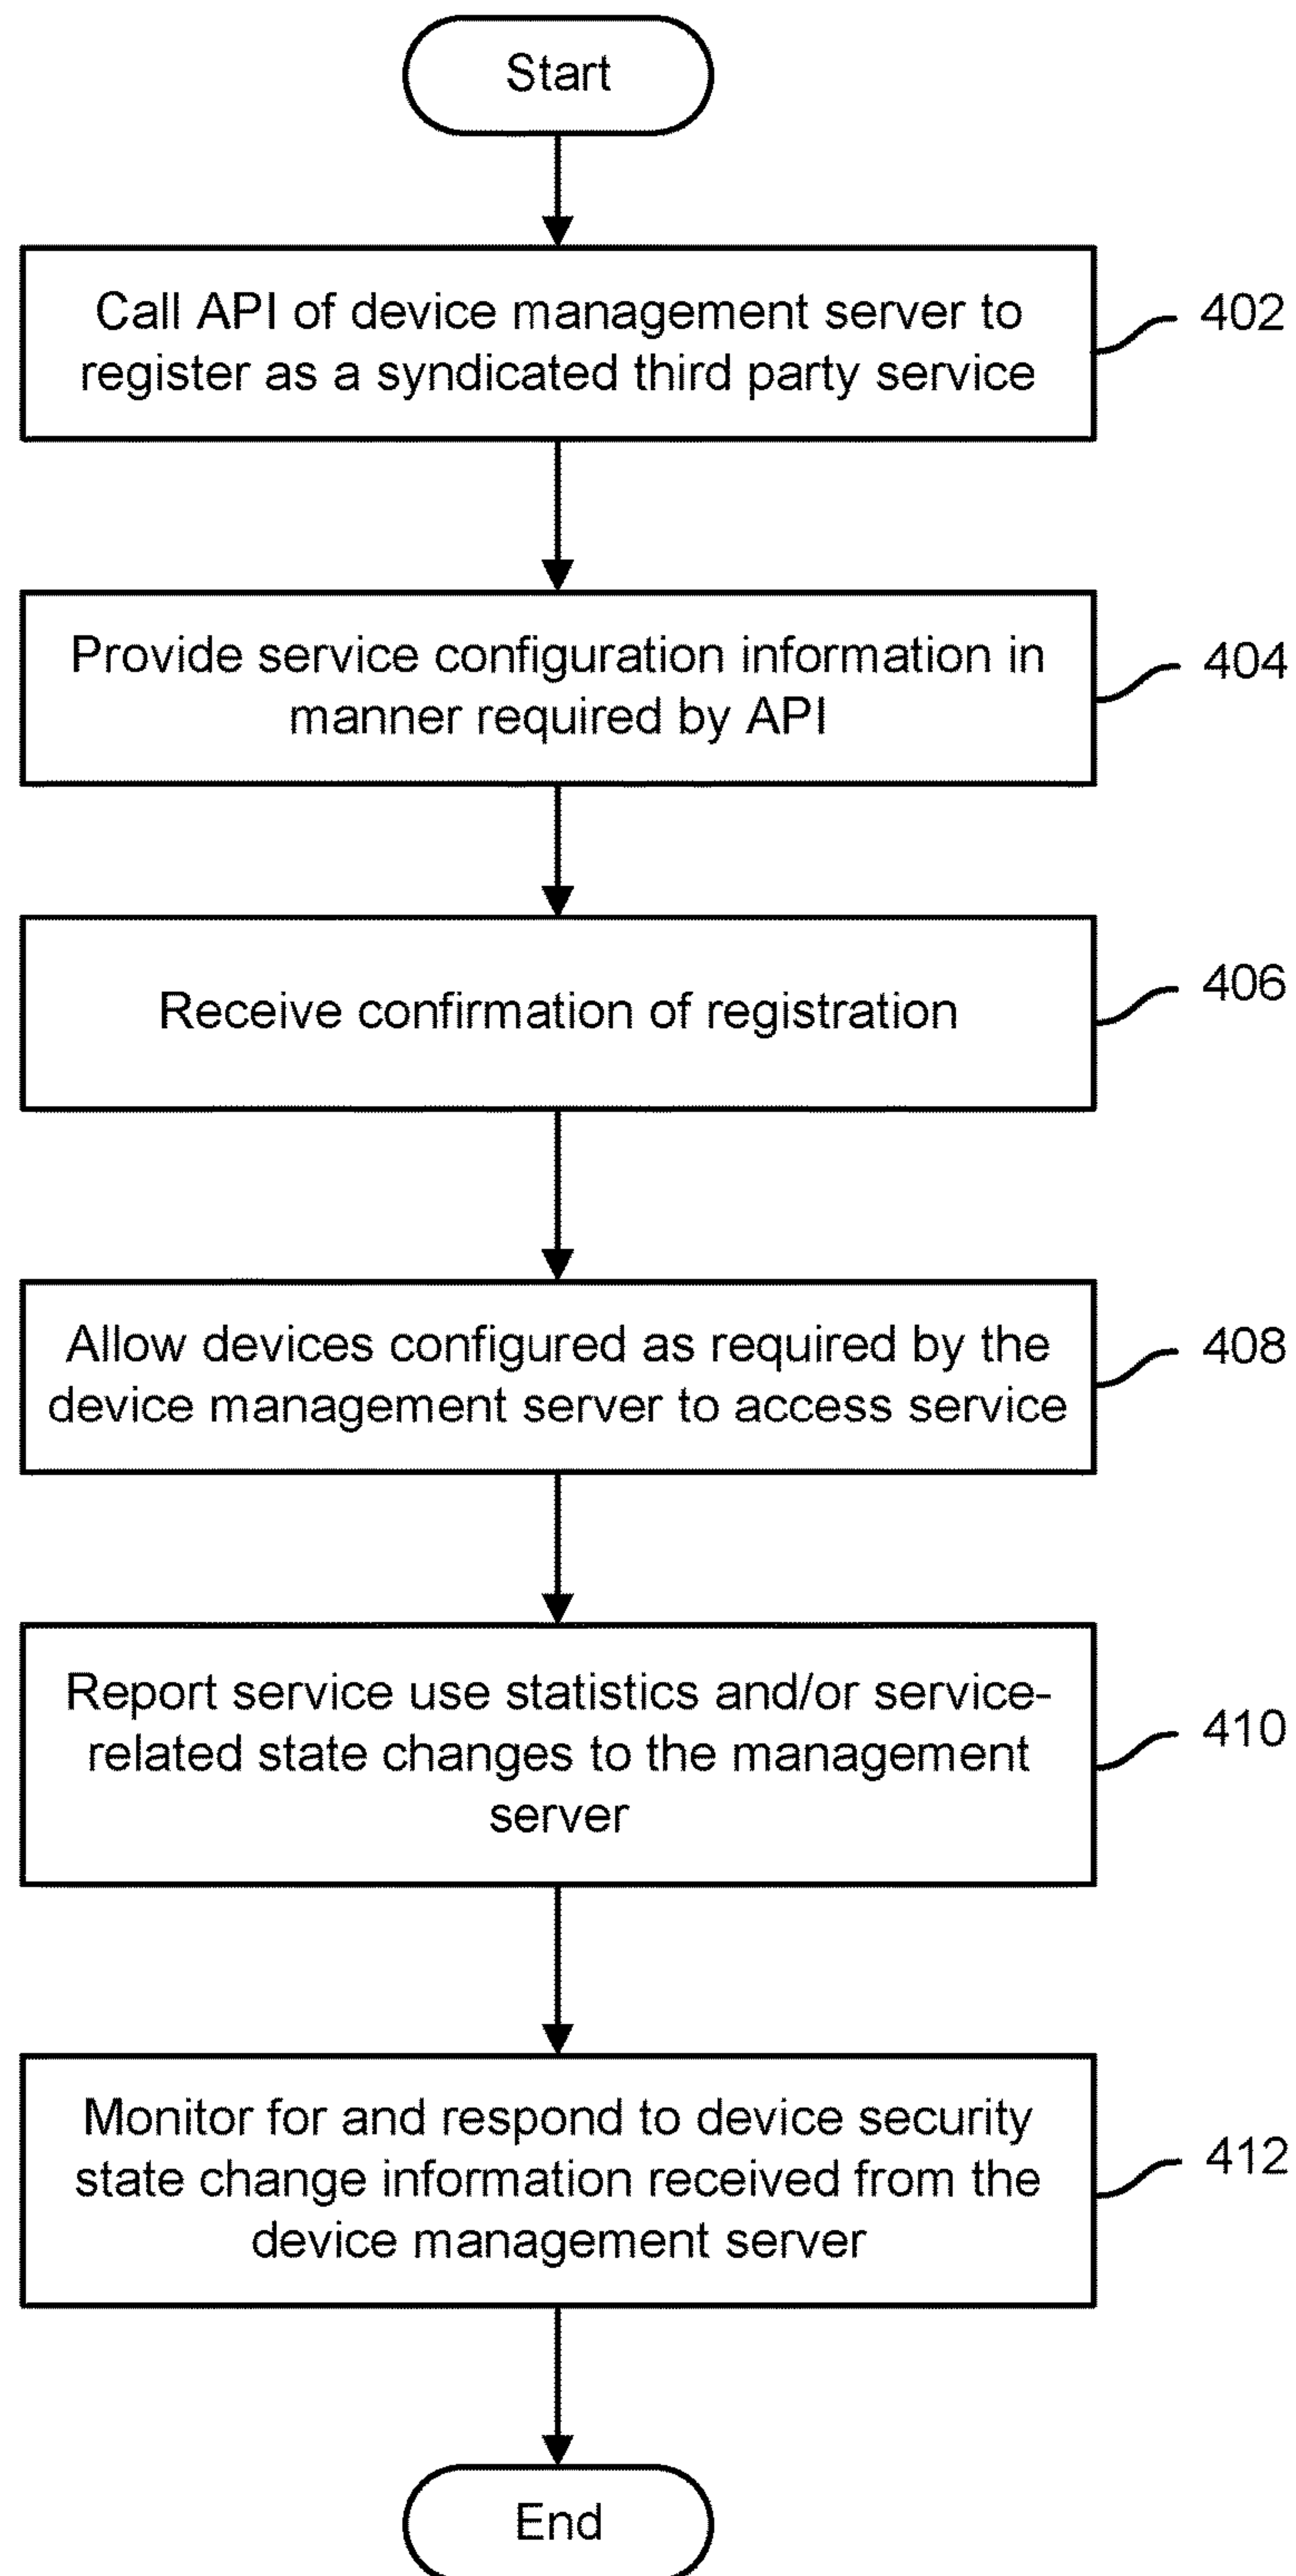 Start
Call API of device management server to
register as a syndicated third party service
402
Provide service configuration information in
manner required by API
404
Receive confirmation of registration
406
Allow devices configured as required by the
device management server to access service
408
Report service use statistics and/or service-
related state changes to the management
server
410
Monitor for and respond to device security
state change information received from the
device management server
412
End